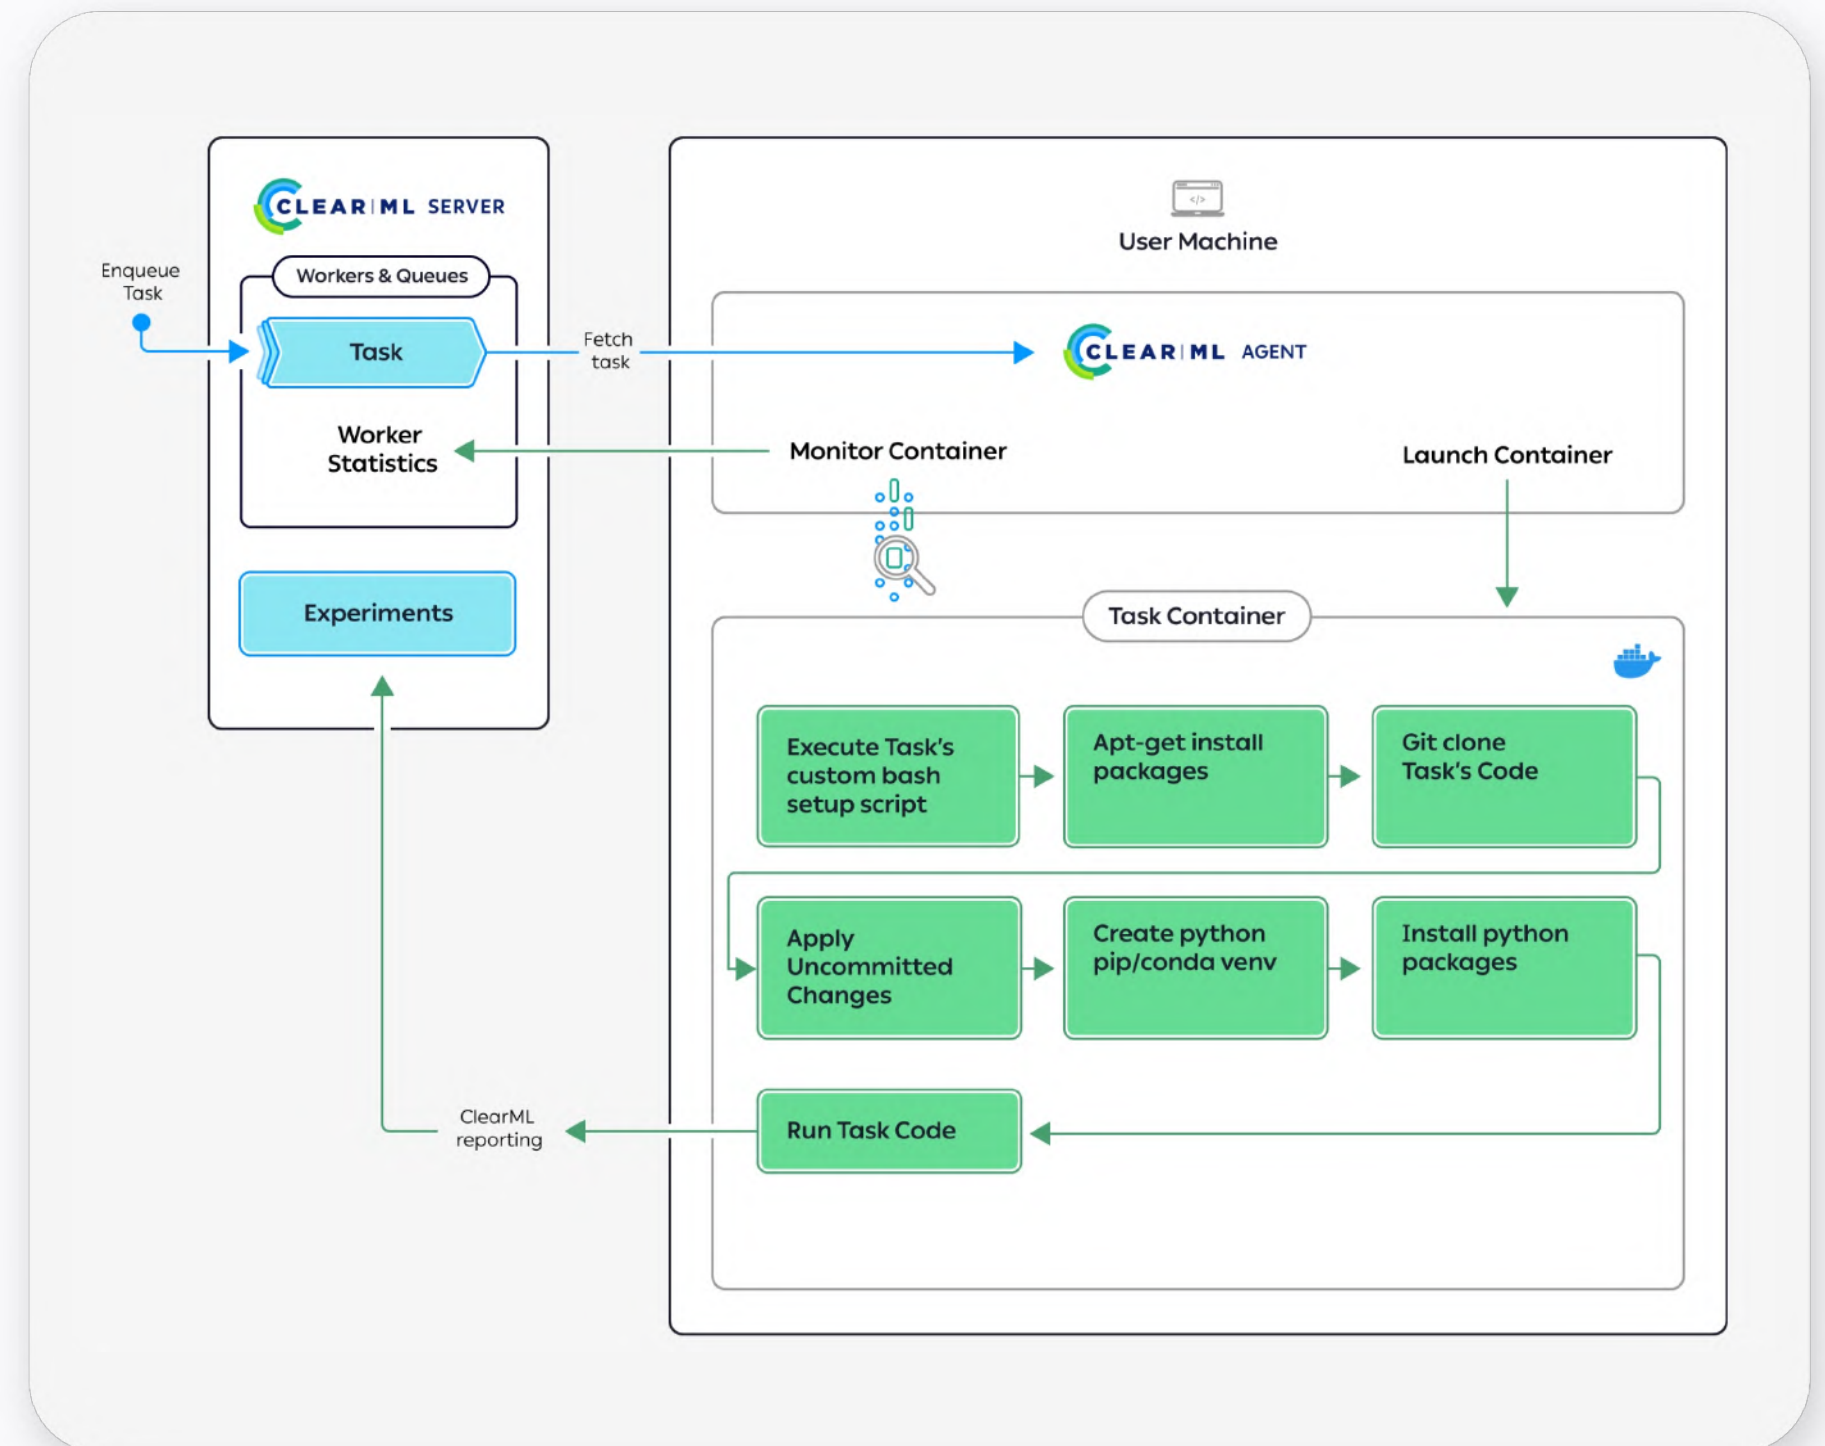 CLEAR|ML SERVER
Enqueue
Task
Workers & Queues
Task
Worker
Statistics
Experiments
Fetch
task
</>
User Machine
CLEAR|ML AGENT
Monitor Container
Launch Container
Task Container
Execute Task's
custom bash
setup script
Apt-get install
packages
Git clone
Task's Code
Apply
Uncommitted
Changes
Create python
pip/conda venv
Install python
packages
Run Task Code
ClearML
reporting